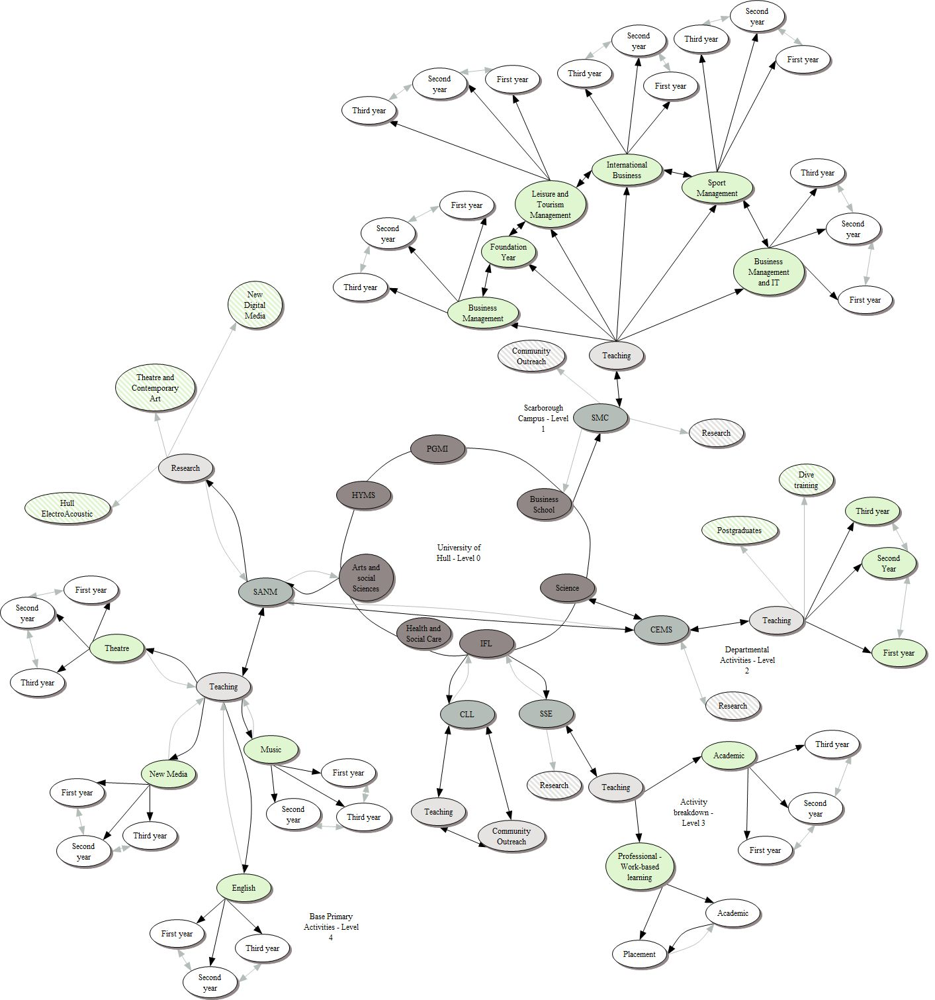 Second
year
Third year
First year
Second
year
Third year
First year
Second
year
First year
Third year
International
Business
Sport
Management
Leisure and
Tourism
Management
Third year
Second
year
First year
First year
Second
year
Third year
Foundation
Year
Business
Management
Business
Management
and IT
New
Digital
Media
Teaching
Community
Outreach
Theatre and
Contemporary
Art
Scarborough
Campus - Level
1
SMC
Research
PGMI
Research
HYMS
Business
School
Hull
ElectroAcoustic
Dive
training
Third year
Postgraduates
University of
Hull - Level 0
Second
Year
Arts and
social
Sciences
SANM
Science
First year
Second
year
Third year
Theatre
Health and
Social Care
IFL
CEMS
Teaching
First year
Departmental
Activities - Level
2
Teaching
CLL
SSE
Research
Music
New Media
First year
Second
year
Third year
First year
Second
year
Third year
Teaching
Community
Outreach
Research
Teaching
Academic
Third year
Second
year
First year
Activity
breakdown -
Level 3
Professional -
Work-based
learning
Academic
Placement
English
First year
Third year
Second
year
Base Primary
Activities - Level
4